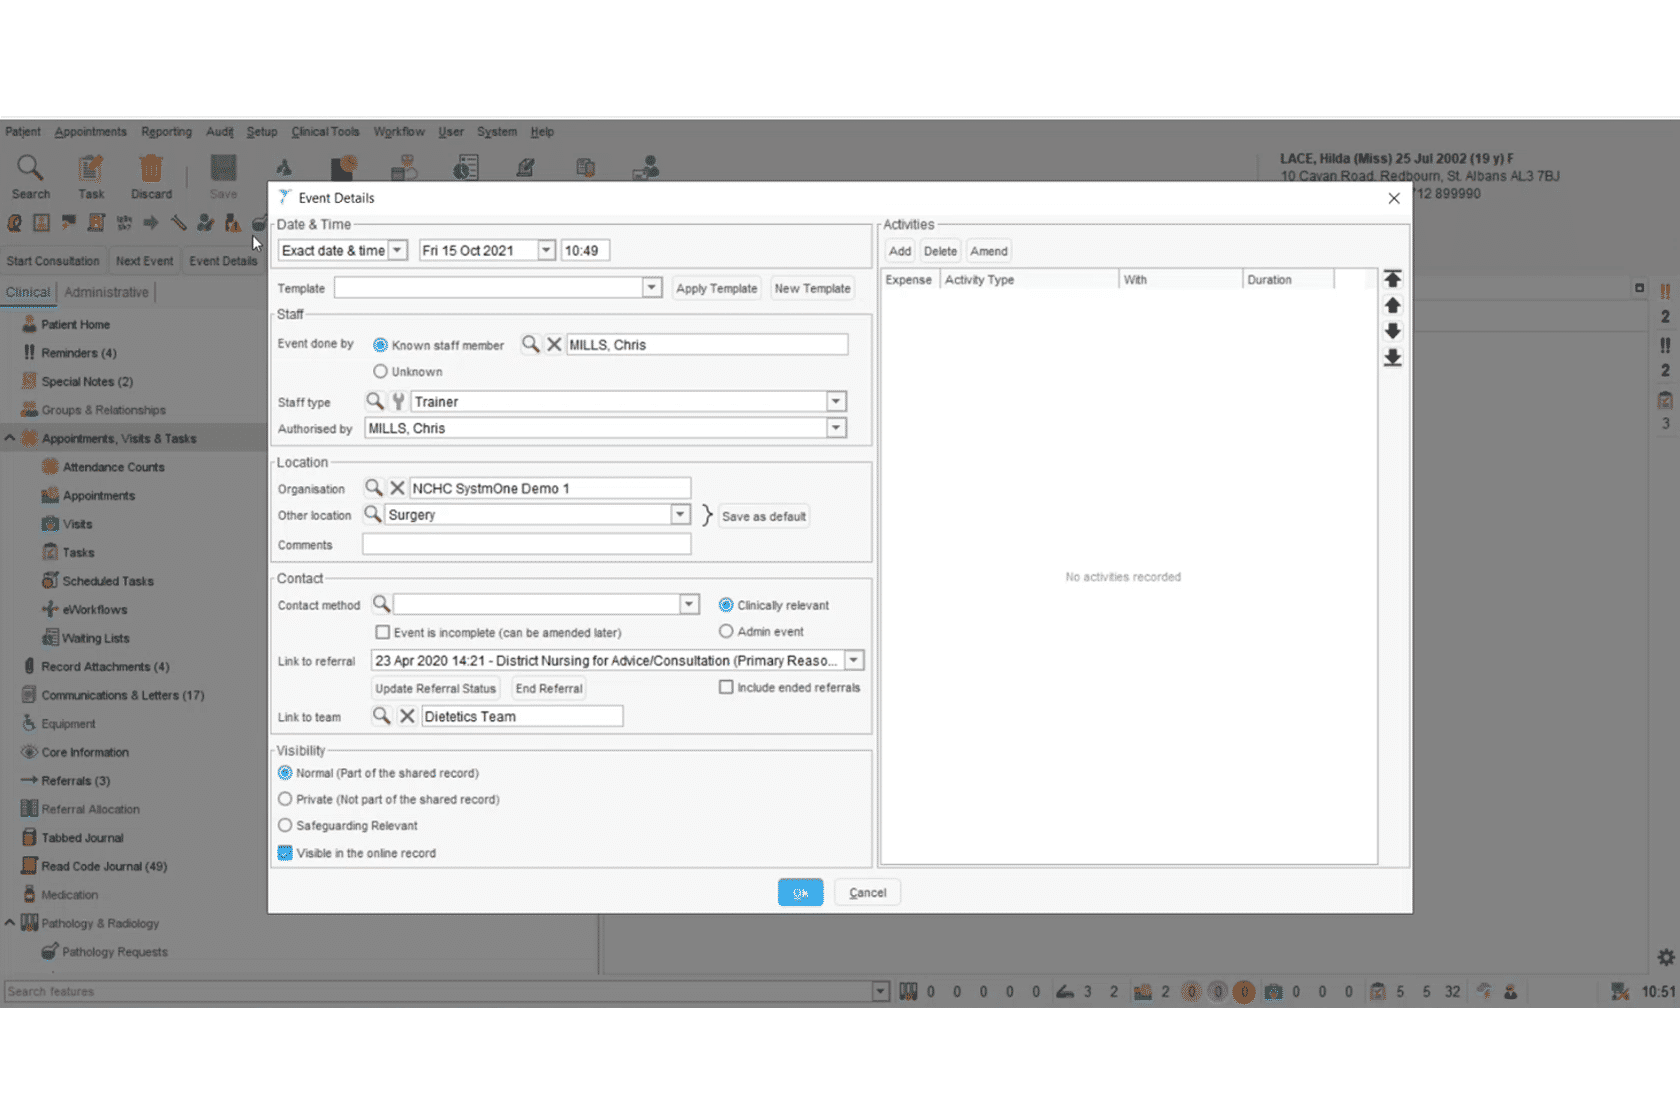 Patient Appointments Reporting Audit Setup Clinical Tools Workflow User System Help
Search Task Discard Save
LACE, Hilda (Miss) 25 Jul 2002 (19 y) F
10 Cavan Road, Redbourn, St. Albans AL3 7BJ
712 899990
Start Consultation Next Event Event Details
Clinical Administrative
Patient Home
Reminders (4)
Special Notes (2)
Groups & Relationships
Appointments, Visits & Tasks
Attendance Counts
Appointments
Visits
Tasks
Scheduled Tasks
eWorkflows
Waiting Lists
Record Attachments (4)
Communications & Letters (17)
Equipment
Core Information
Referrals (3)
Referral Allocation
Tabbed Journal
Read Code Journal (49)
Medication
Pathology & Radiology
Pathology Requests
Event Details
Date & Time
Exact date & time Fri 15 Oct 2021 10:49
Template Apply Template New Template
Staff
Event done by Known staff member MILLS, Chris
Unknown
Staff type Trainer
Authorised by MILLS, Chris
Location
Organisation NCHC SystmOne Demo 1
Other location Surgery } Save as default
Comments
Contact
Contact method Clinically relevant
Event is incomplete (can be amended later) Admin event
Link to referral 23 Apr 2020 14:21 - District Nursing for Advice/Consultation (Primary Reaso...
Update Referral Status End Referral Include ended referrals
Link to team Dietetics Team
Visibility
Normal (Part of the shared record)
Private (Not part of the shared record)
Safeguarding Relevant
Visible in the online record
Activities
Add Delete Amend
Expense Activity Type With Duration
No activities recorded
Ok Cancel
!!
2
!!
2
3
Search features 0 0 0 0 0 3 2 2 0 0 0 0 0 0 5 5 32 10:51